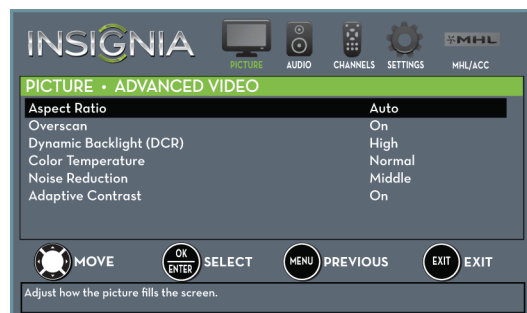 INSIGNIA
PICTURE AUDIO CHANNELS SETTINGS MHL MHL/ACC
PICTURE • ADVANCED VIDEO
Aspect Ratio Auto
Overscan On
Dynamic Backlight (DCR) High
Color Temperature Normal
Noise Reduction Middle
Adaptive Contrast On
MOVE OK ENTER SELECT MENU PREVIOUS EXIT EXIT
Adjust how the picture fills the screen.